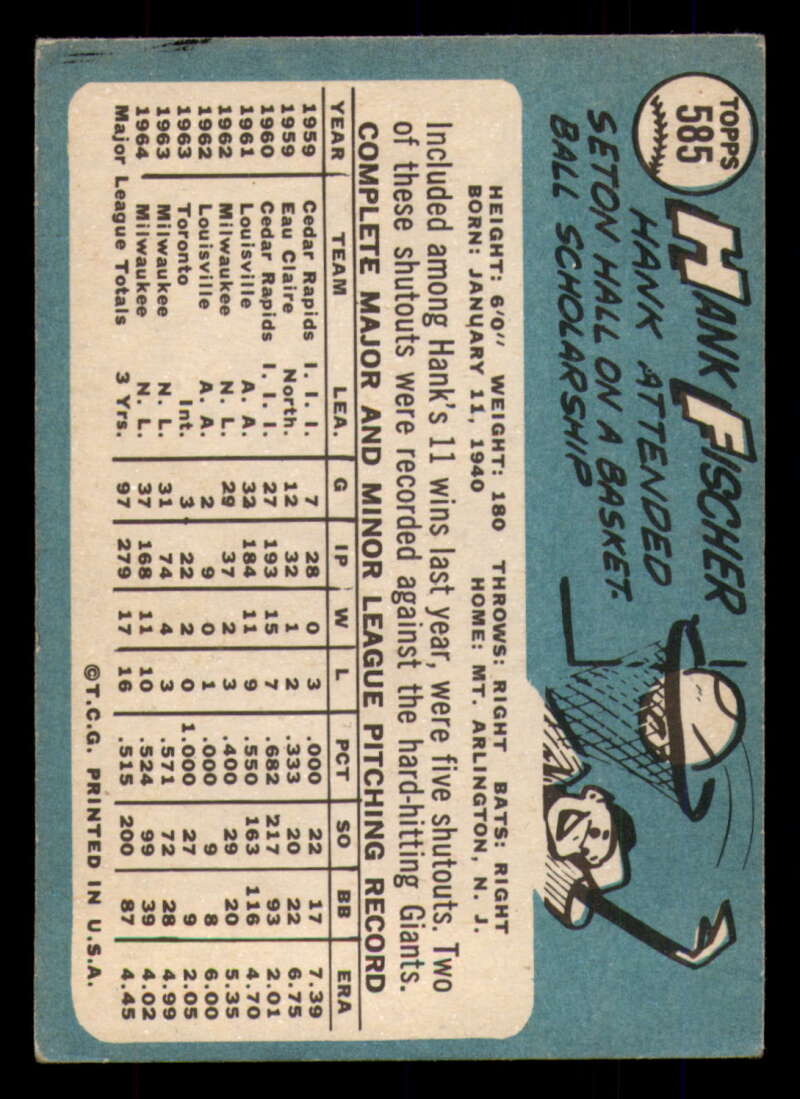 TOPPS
585
HANK FISCHER
HANK ATTENDED
SETON HALL ON A BASKET-
BALL SCHOLARSHIP
HEIGHT: 6'0" WEIGHT: 180 THROWS: RIGHT BATS: RIGHT
BORN: JANUARY 11, 1940 HOME: MT. ARLINGTON, N. J.
Included among Hank's 11 wins last year, were five shutouts. Two
of these shutouts were recorded against the hard-hitting Giants.
COMPLETE MAJOR AND MINOR LEAGUE PITCHING RECORD
YEAR TEAM LEA. G IP W L PCT SO BB ERA
1959 Cedar Rapids I. I. I. 7 28 0 3 .000 22 17 7.39
1959 Eau Claire North. 12 32 1 2 .333 20 22 6.75
1960 Cedar Rapids I. I. I. 27 193 15 7 .682 217 93 2.01
1961 Louisville A. A. 33 184 11 9 .550 163 116 4.70
1962 Milwaukee N. L. 29 37 2 3 .400 29 20 5.35
1962 Louisville A. A. 2 9 0 1 .000 9 8 6.00
1963 Toronto Int. 3 22 2 0 1.000 27 9 2.05
1963 Milwaukee N. L. 31 74 4 3 .571 72 28 4.99
1964 Milwaukee N. L. 37 168 11 10 .524 99 39 4.02
Major League Totals 3 Yrs. 97 279 17 16 .515 200 87 4.45
©T.C.G. PRINTED IN U.S.A.